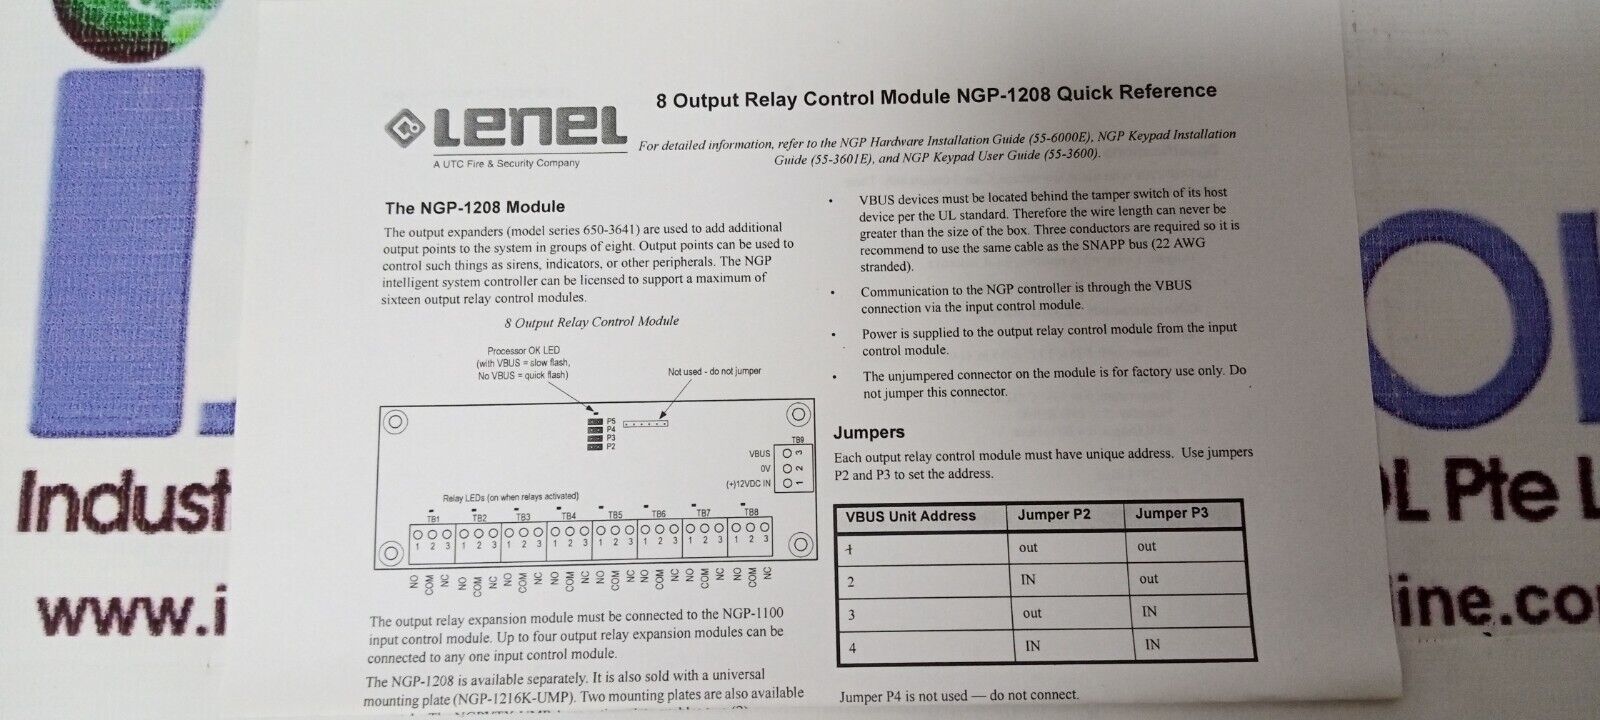 LENEL
A UTC Fire & Security Company
8 Output Relay Control Module NGP-1208 Quick Reference
For detailed information, refer to the NGP Hardware Installation Guide (55-6000E), NGP Keypad Installation
Guide (55-3601E), and NGP Keypad User Guide (55-3600).
The NGP-1208 Module
The output expanders (model series 650-3641) are used to add additional
output points to the system in groups of eight. Output points can be used to
control such things as sirens, indicators, or other peripherals. The NGP
intelligent system controller can be licensed to support a maximum of
sixteen output relay control modules.
8 Output Relay Control Module
Processor OK LED
(with VBUS = slow flash,
No VBUS = quick flash)
Not used - do not jumper
P5
P4
P3
P2
TB9
VBUS 3
0V 2
(+)12VDC IN 1
Relay LEDs (on when relays activated)
TB1 TB2 TB3 TB4 TB5 TB6 TB7 TB8
1 2 3 1 2 3 1 2 3 1 2 3 1 2 3 1 2 3 1 2 3 1 2 3
NO COM NC NO COM NC NO COM NC NO COM NC NO COM NC NO COM NC NO COM NC NO COM NC
The output relay expansion module must be connected to the NGP-1100
input control module. Up to four output relay expansion modules can be
connected to any one input control module.
The NGP-1208 is available separately. It is also sold with a universal
mounting plate (NGP-1216K-UMP). Two mounting plates are also available
• VBUS devices must be located behind the tamper switch of its host
device per the UL standard. Therefore the wire length can never be
greater than the size of the box. Three conductors are required so it is
recommend to use the same cable as the SNAPP bus (22 AWG
stranded).
• Communication to the NGP controller is through the VBUS
connection via the input control module.
• Power is supplied to the output relay control module from the input
control module.
• The unjumpered connector on the module is for factory use only. Do
not jumper this connector.
Jumpers
Each output relay control module must have unique address. Use jumpers
P2 and P3 to set the address.
VBUS Unit Address Jumper P2 Jumper P3
1 out out
2 IN out
3 out IN
4 IN IN
Jumper P4 is not used — do not connect.
Indust
www.i
OL
OL Pte L
line.co